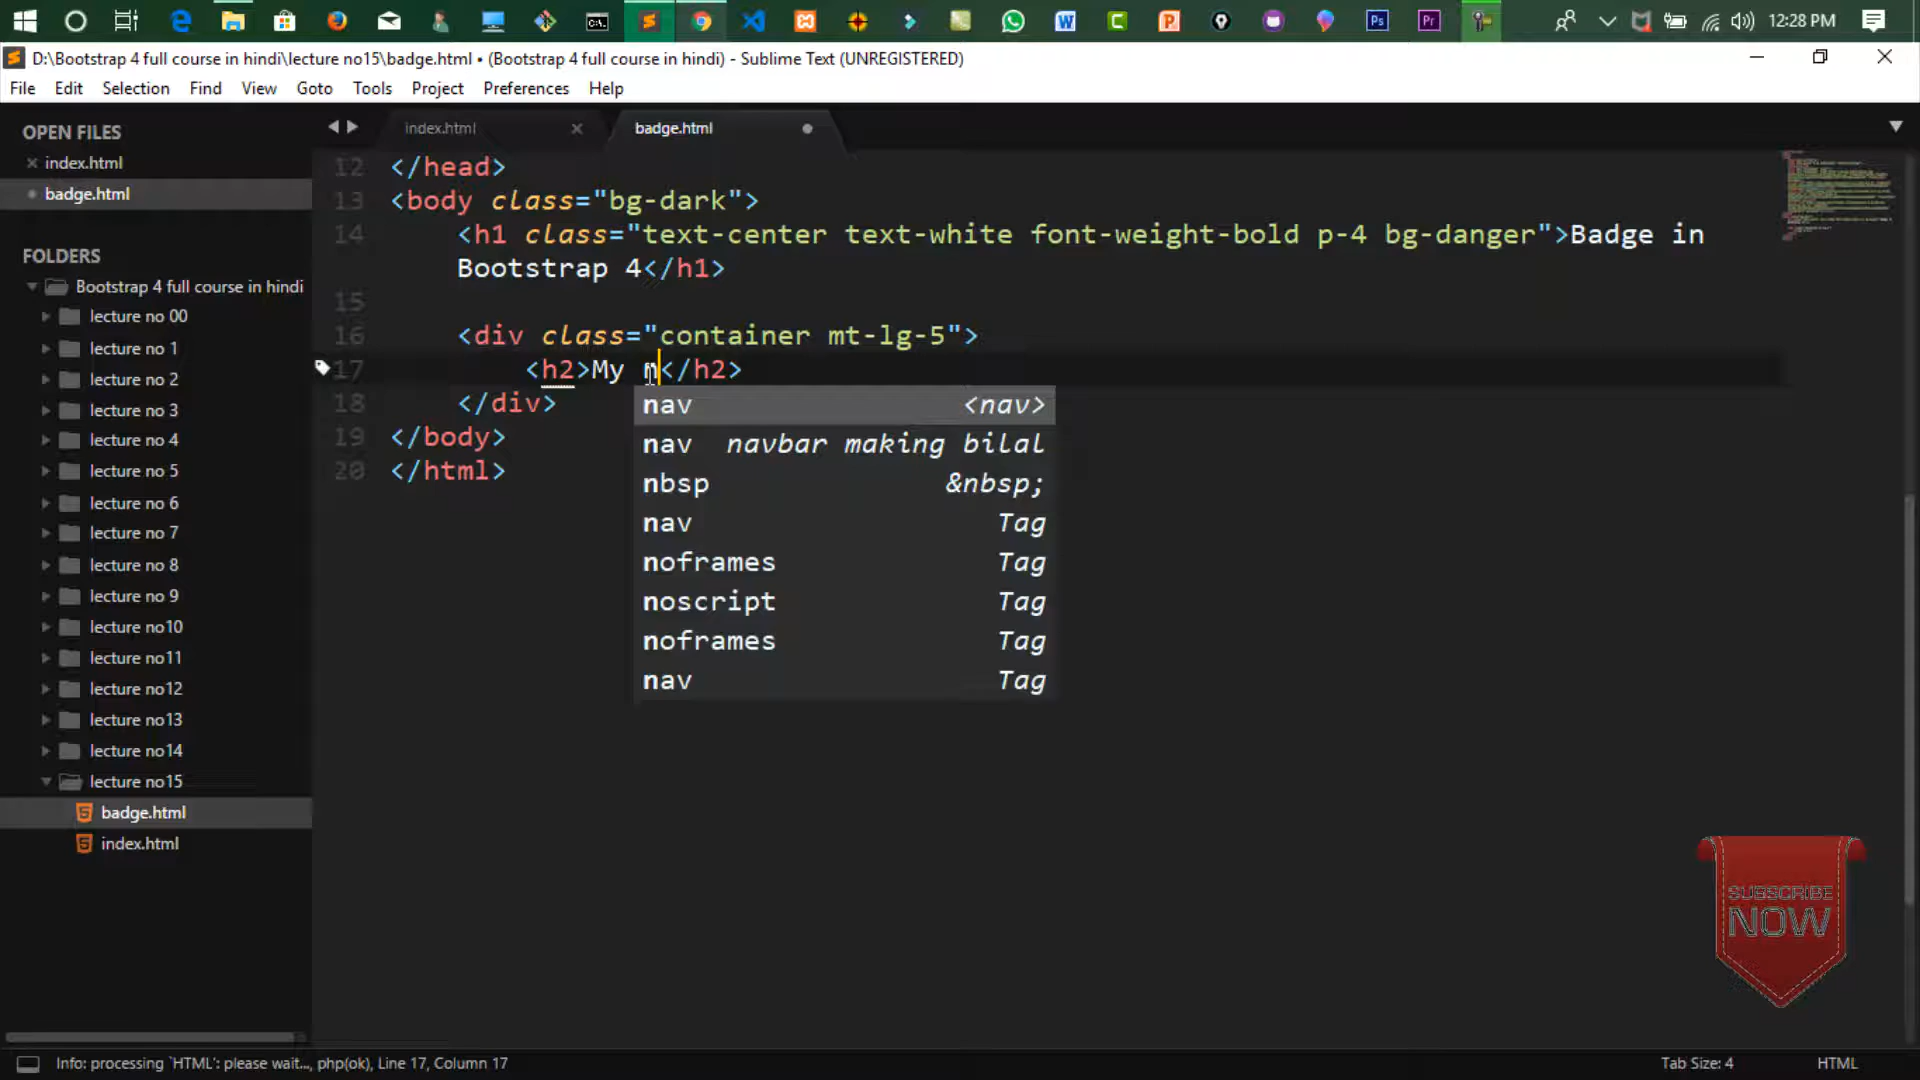 12:28 PM
D:\Bootstrap 4 full course in hindi\lecture no15\badge.html • (Bootstrap 4 full course in hindi) - Sublime Text (UNREGISTERED)
File Edit Selection Find View Goto Tools Project Preferences Help
OPEN FILES
index.html
badge.html
FOLDERS
Bootstrap 4 full course in hindi
lecture no 00
lecture no 1
lecture no 2
lecture no 3
lecture no 4
lecture no 5
lecture no 6
lecture no 7
lecture no 8
lecture no 9
lecture no10
lecture no11
lecture no12
lecture no13
lecture no14
lecture no15
badge.html
index.html
index.html badge.html
12 </head>
13 <body class="bg-dark">
14 <h1 class="text-center text-white font-weight-bold p-4 bg-danger">Badge in
Bootstrap 4</h1>
15
16 <div class="container mt-lg-5">
17 <h2>My n</h2>
18 </div>
19 </body>
20 </html>
nav <nav>
nav navbar making bilal
nbsp &nbsp;
nav Tag
noframes Tag
noscript Tag
noframes Tag
nav Tag
SUBSCRIBE
NOW
Info: processing `HTML': please wait..., php(ok), Line 17, Column 17
Tab Size: 4 HTML